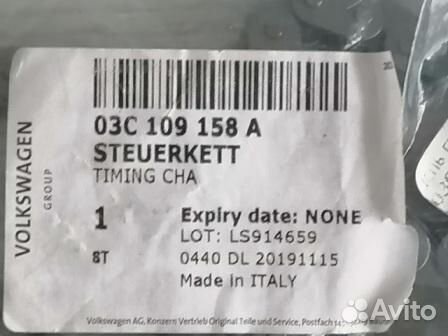 VOLKSWAGEN
GROUP
03C 109 158 A
STEUERKETT
TIMING CHA
1
Expiry date: NONE
LOT: LS914659
8T
0440 DL 20191115
Made in ITALY
Volkswagen AG, Konzern Vertrieb Original Teile und Service, Postfach
Avito